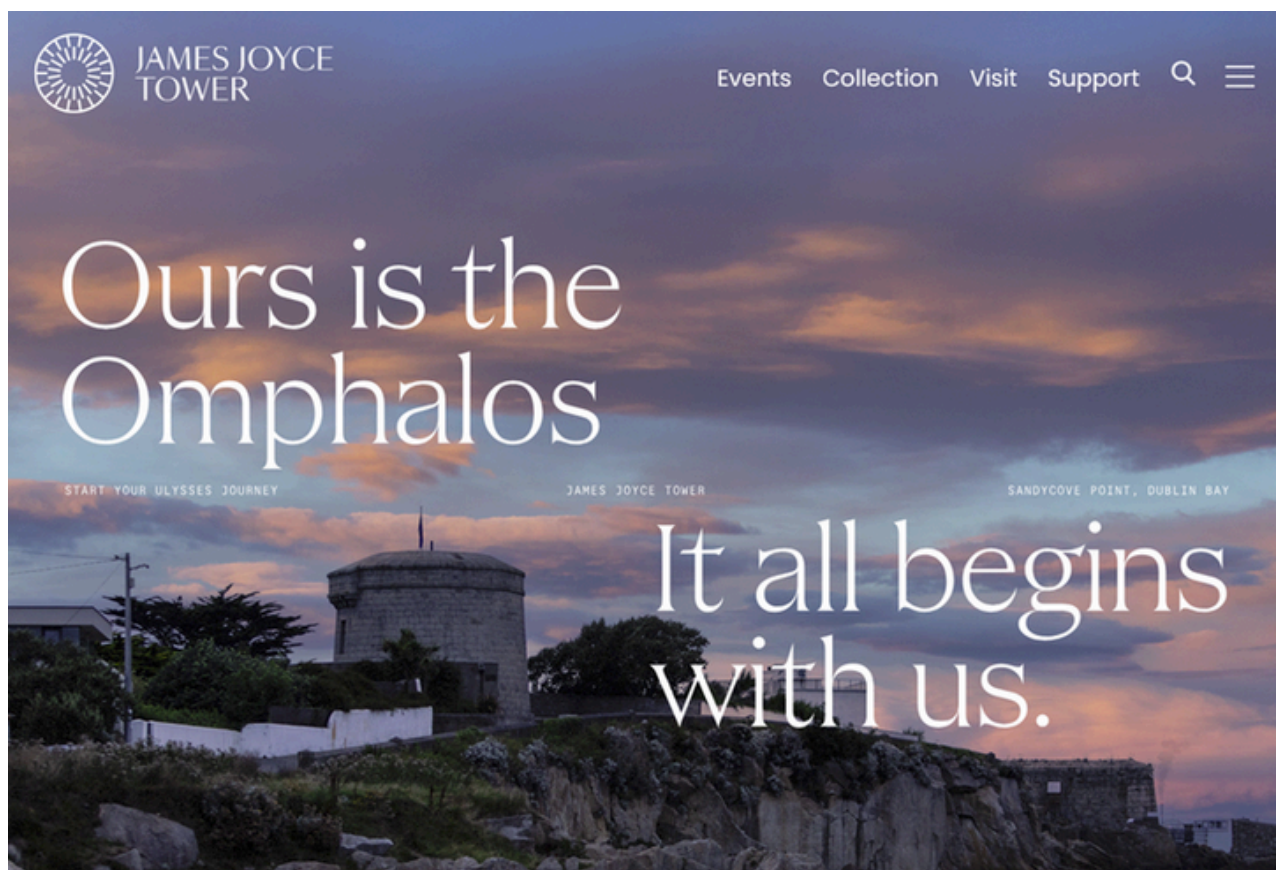 JAMES JOYCE
TOWER
Events Collection Visit Support
Ours is the
Omphalos
START YOUR ULYSSES JOURNEY JAMES JOYCE TOWER SANDYCOVE POINT, DUBLIN BAY
It all begins
with us.